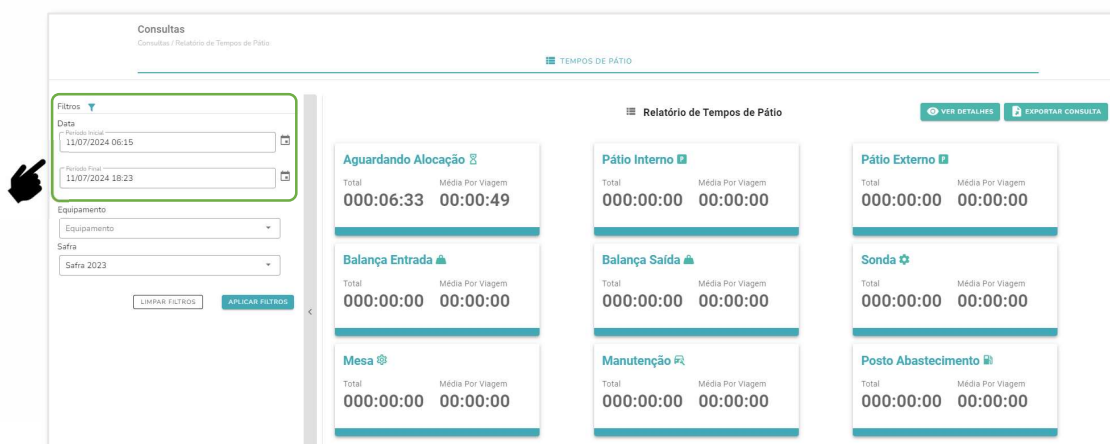 Consultas
Consultas / Relatório de Tempos de Pátio
TEMPOS DE PÁTIO
Filtros
Data
Período Inicial
11/07/2024 06:15
Período Final
11/07/2024 18:23
Equipamento
Equipamento
Safra
Safra 2023
LIMPAR FILTROS APLICAR FILTROS
Relatório de Tempos de Pátio
VER DETALHES EXPORTAR CONSULTA
Aguardando Alocação
Total Média Por Viagem
000:06:33 00:00:49
Pátio Interno
Total Média Por Viagem
000:00:00 00:00:00
Pátio Externo
Total Média Por Viagem
000:00:00 00:00:00
Balança Entrada
Total Média Por Viagem
000:00:00 00:00:00
Balança Saída
Total Média Por Viagem
000:00:00 00:00:00
Sonda
Total Média Por Viagem
000:00:00 00:00:00
Mesa
Total Média Por Viagem
000:00:00 00:00:00
Manutenção
Total Média Por Viagem
000:00:00 00:00:00
Posto Abastecimento
Total Média Por Viagem
000:00:00 00:00:00